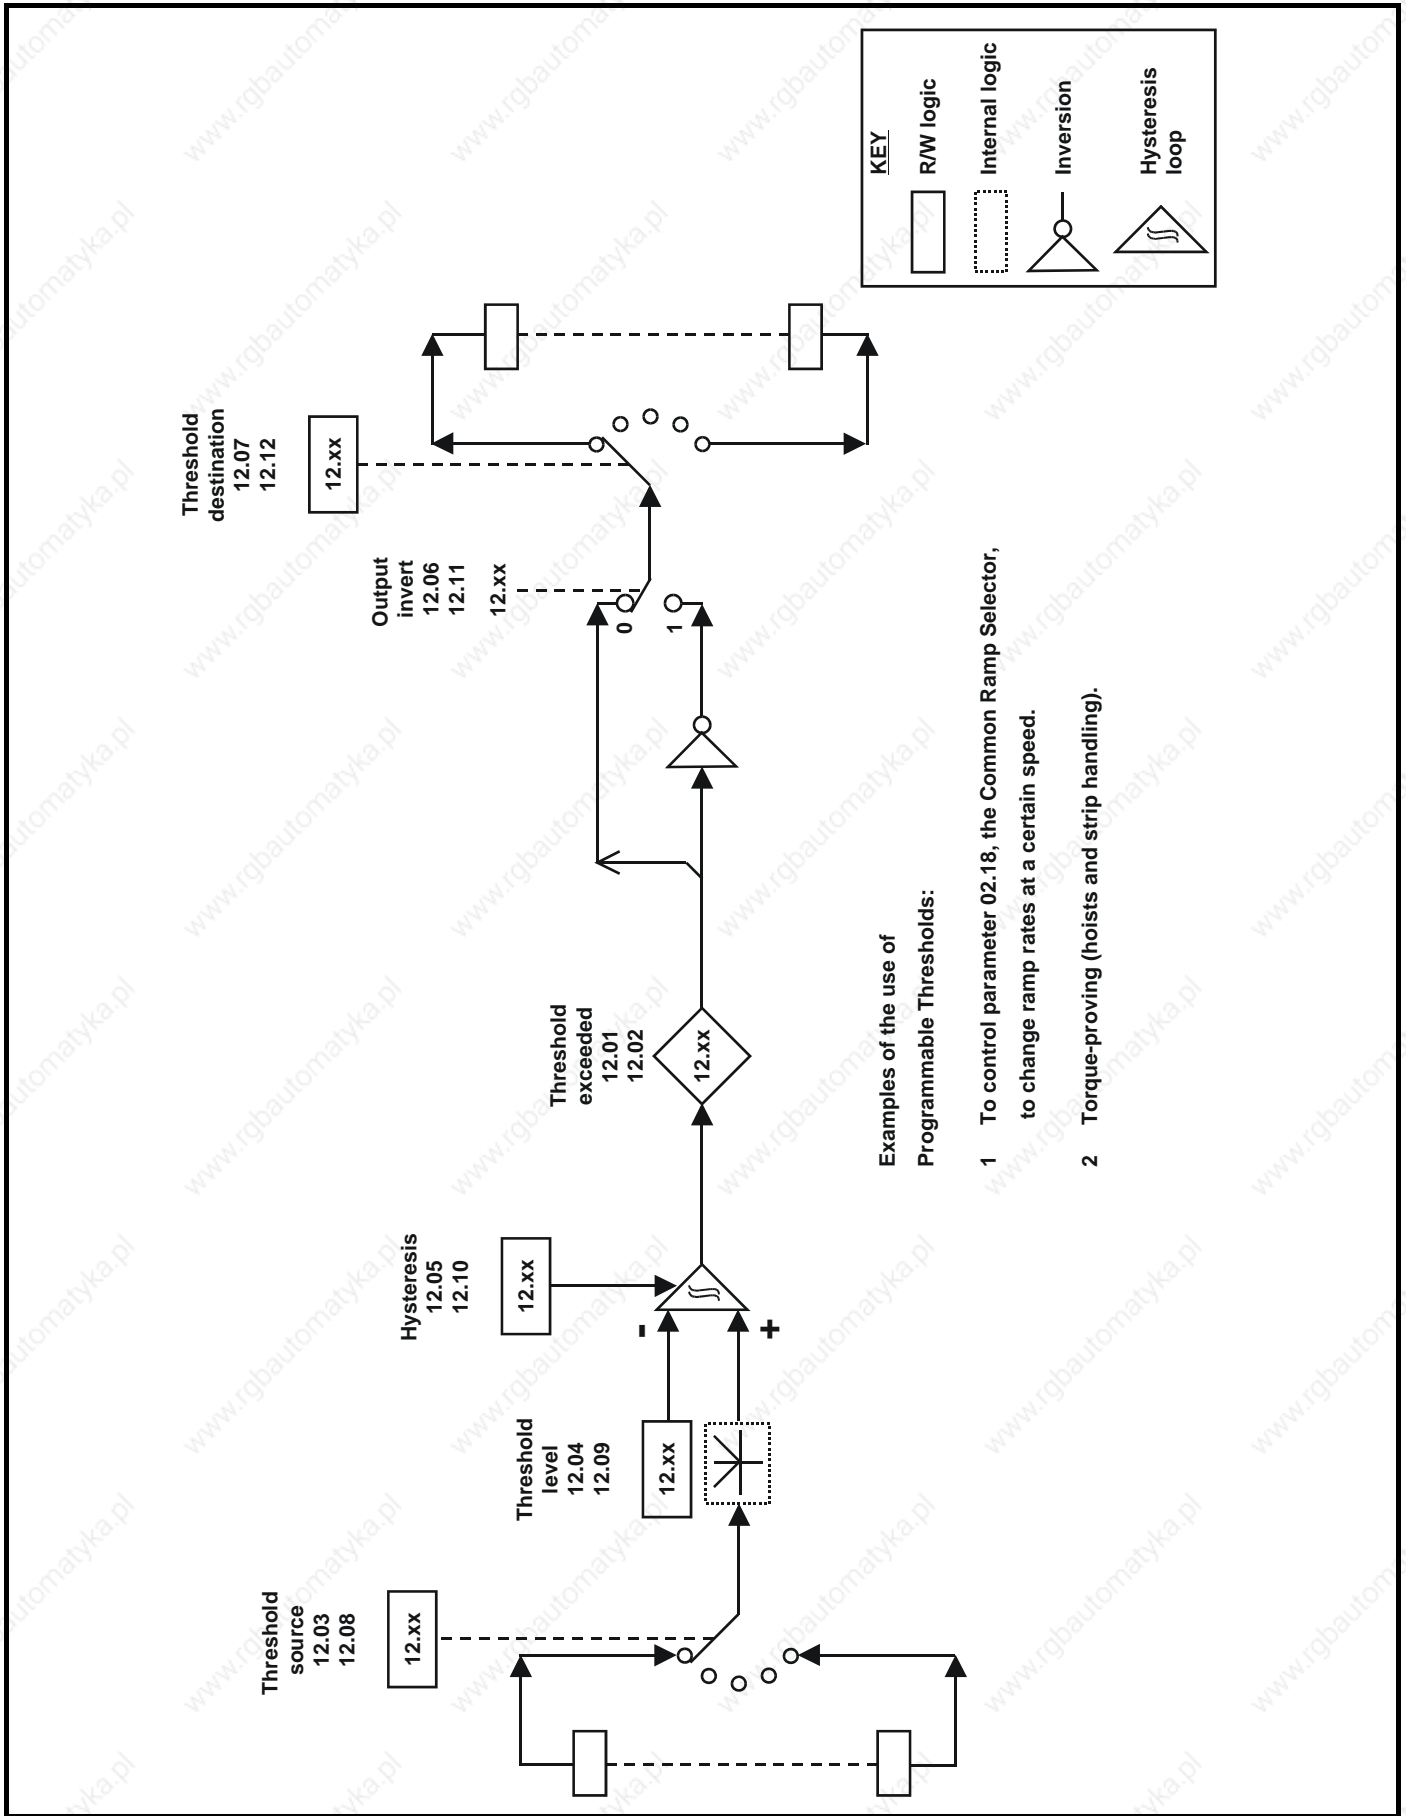 Threshold
source
12.03
12.08
12.xx
Threshold
level
12.04
12.09
12.xx
Hysteresis
12.05
12.10
12.xx
-
+
Threshold
exceeded
12.01
12.02
12.xx
Output
invert
12.06
12.11
12.xx
0
1
Threshold
destination
12.07
12.12
12.xx
Examples of the use of
Programmable Thresholds:
1 To control parameter 02.18, the Common Ramp Selector,
to change ramp rates at a certain speed.
2 Torque-proving (hoists and strip handling).
KEY
R/W logic
Internal logic
Inversion
Hysteresis
loop
www.rgbautomatyka.pl